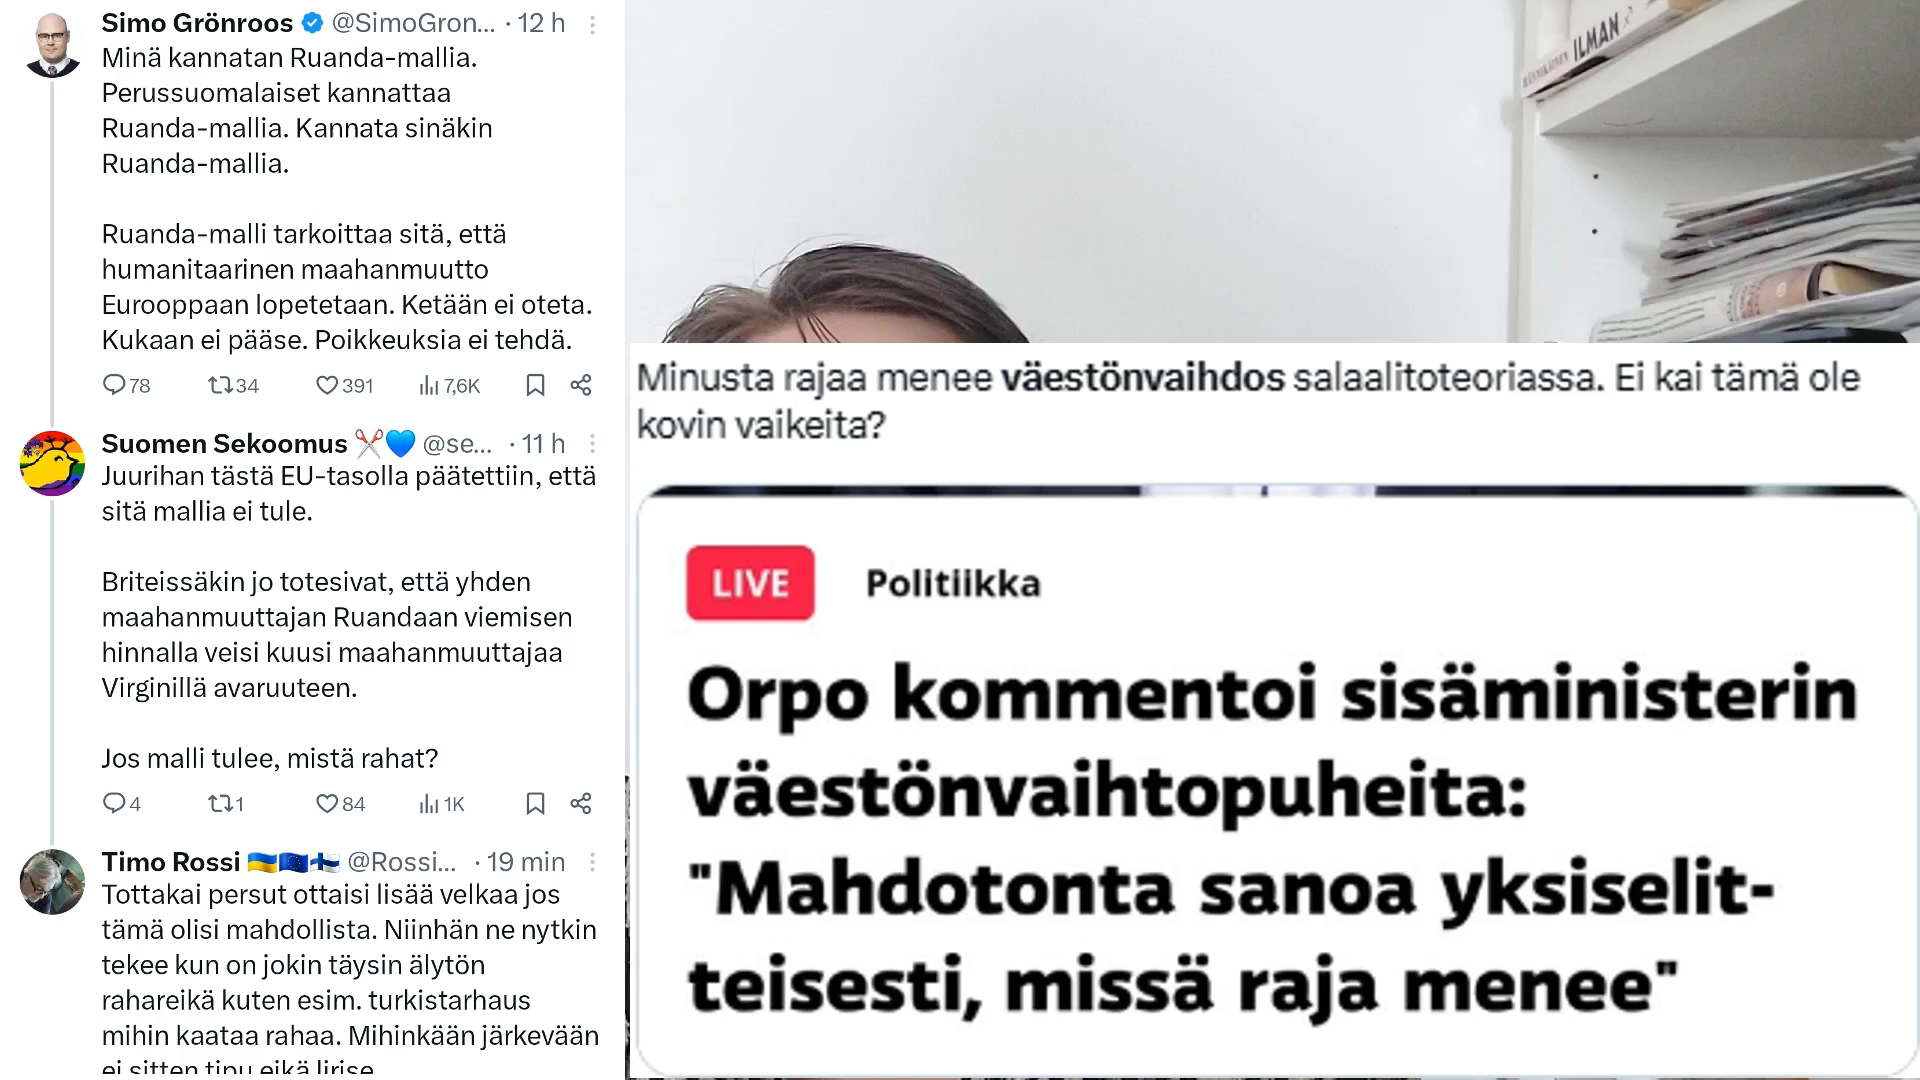 Simo Grönroos @SimoGron... · 12 h
Minä kannatan Ruanda-mallia.
Perussuomalaiset kannattaa
Ruanda-mallia. Kannata sinäkin
Ruanda-mallia.
Ruanda-malli tarkoittaa sitä, että
humanitaarinen maahanmuutto
Eurooppaan lopetetaan. Ketään ei oteta.
Kukaan ei pääse. Poikkeuksia ei tehdä.
78 34 391 7,6K
Suomen Sekoomus ✂️💙 @se... · 11 h
Juurihan tästä EU-tasolla päätettiin, että
sitä mallia ei tule.
Briteissäkin jo totesivat, että yhden
maahanmuuttajan Ruandaan viemisen
hinnalla veisi kuusi maahanmuuttajaa
Virginillä avaruuteen.
Jos malli tulee, mistä rahat?
4 1 84 1K
Timo Rossi 🇺🇦🇪🇺🇫🇮 @Rossi... · 19 min
Tottakai persut ottaisi lisää velkaa jos
tämä olisi mahdollista. Niinhän ne nytkin
tekee kun on jokin täysin älytön
rahareikä kuten esim. turkistarhaus
mihin kaataa rahaa. Mihinkään järkevään
ei sitten tipu eikä lirise
ILMAN
Minusta rajaa menee väestönvaihdos salaalitoteoriassa. Ei kai tämä ole
kovin vaikeita?
LIVE Politiikka
Orpo kommentoi sisäministerin
väestönvaihtopuheita:
"Mahdotonta sanoa yksiselit-
teisesti, missä raja menee"